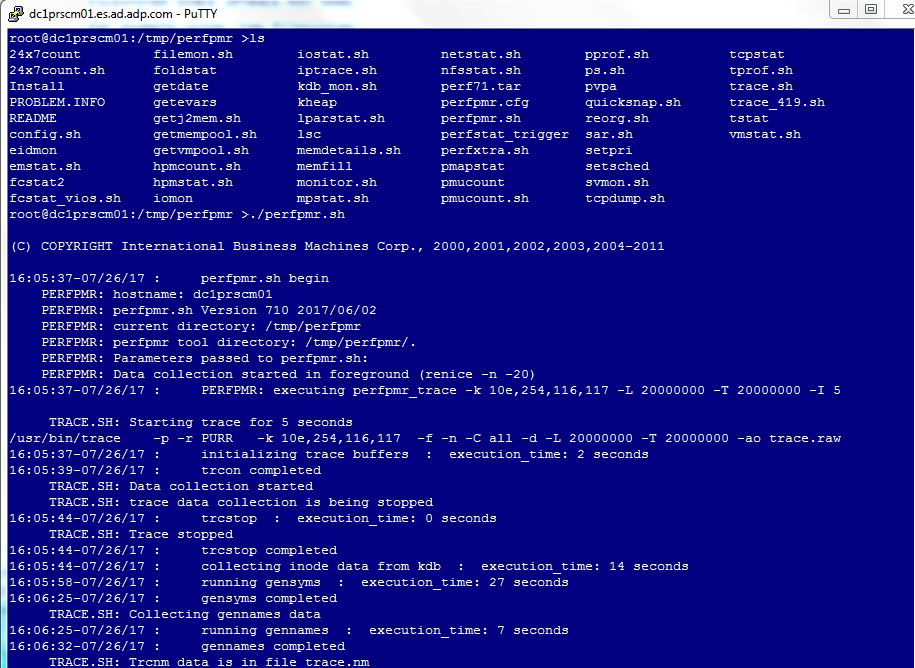 dc1prscm01.es.ad.adp.com - PuTTY
root@dc1prscm01:/tmp/perfpmr >ls
24x7count filemon.sh iostat.sh netstat.sh pprof.sh tcpstat
24x7count.sh foldstat iptrace.sh nfsstat.sh ps.sh tprof.sh
Install getdate kdb_mon.sh perf71.tar pvpa trace.sh
PROBLEM.INFO getevars kheap perfpmr.cfg quicksnap.sh trace_419.sh
README getj2mem.sh lparstat.sh perfpmr.sh reorg.sh tstat
config.sh getmempool.sh lsc perfstat_trigger sar.sh vmstat.sh
eidmon getvmpool.sh memdetails.sh perfxtra.sh setpri
emstat.sh hpmcount.sh memfill pmapstat setsched
fcstat2 hpmstat.sh monitor.sh pmucount svmon.sh
fcstat_vios.sh iomon mpstat.sh pmucount.sh tcpdump.sh
root@dc1prscm01:/tmp/perfpmr >./perfpmr.sh
(C) COPYRIGHT International Business Machines Corp., 2000,2001,2002,2003,2004-2011
16:05:37-07/26/17 : perfpmr.sh begin
PERFPMR: hostname: dc1prscm01
PERFPMR: perfpmr.sh Version 710 2017/06/02
PERFPMR: current directory: /tmp/perfpmr
PERFPMR: perfpmr tool directory: /tmp/perfpmr/.
PERFPMR: Parameters passed to perfpmr.sh:
PERFPMR: Data collection started in foreground (renice -n -20)
16:05:37-07/26/17 : PERFPMR: executing perfpmr_trace -k 10e,254,116,117 -L 20000000 -T 20000000 -I 5
TRACE.SH: Starting trace for 5 seconds
/usr/bin/trace -p -r PURR -k 10e,254,116,117 -f -n -C all -d -L 20000000 -T 20000000 -ao trace.raw
16:05:37-07/26/17 : initializing trace buffers : execution_time: 2 seconds
16:05:39-07/26/17 : trcon completed
TRACE.SH: Data collection started
TRACE.SH: trace data collection is being stopped
16:05:44-07/26/17 : trcstop : execution_time: 0 seconds
TRACE.SH: Trace stopped
16:05:44-07/26/17 : trcstop completed
16:05:44-07/26/17 : collecting inode data from kdb : execution_time: 14 seconds
16:05:58-07/26/17 : running gensyms : execution_time: 27 seconds
16:06:25-07/26/17 : gensyms completed
TRACE.SH: Collecting gennames data
16:06:25-07/26/17 : running gennames : execution_time: 7 seconds
16:06:32-07/26/17 : gennames completed
TRACE.SH: Trcnm data is in file trace.nm